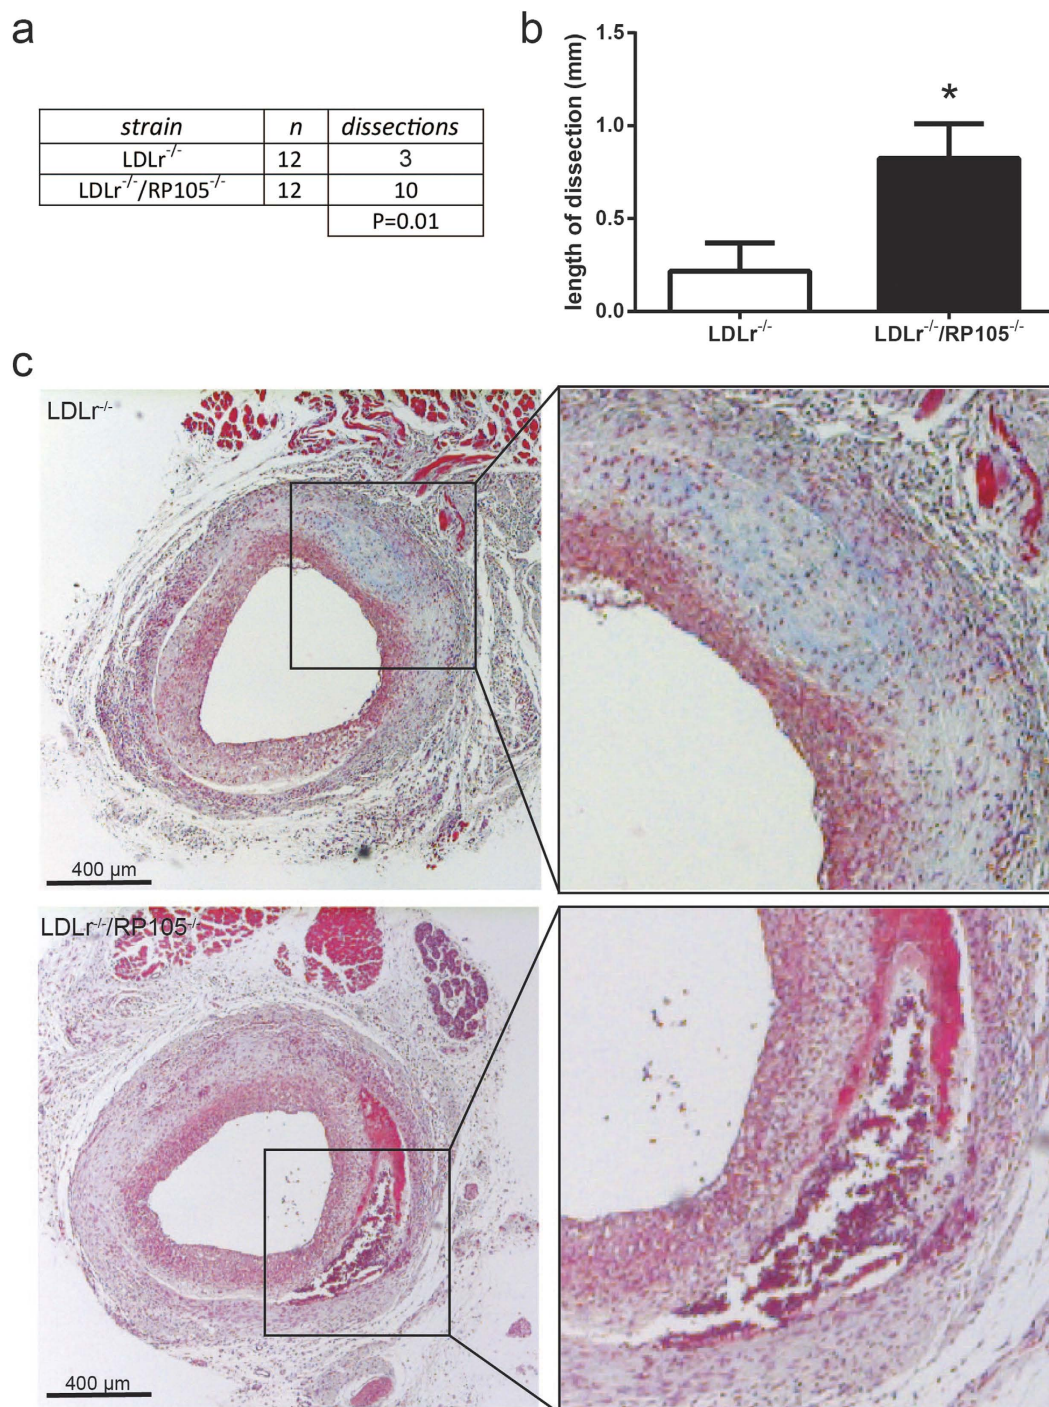 a
strain n dissections
LDLr-/- 12 3
LDLr-/-/RP105-/- 12 10
P=0.01
b
length of dissection (mm)
1.5
1.0
0.5
0.0
*
LDLr-/- LDLr-/-/RP105-/-
c
LDLr-/-
400 µm
LDLr-/-/RP105-/-
400 µm